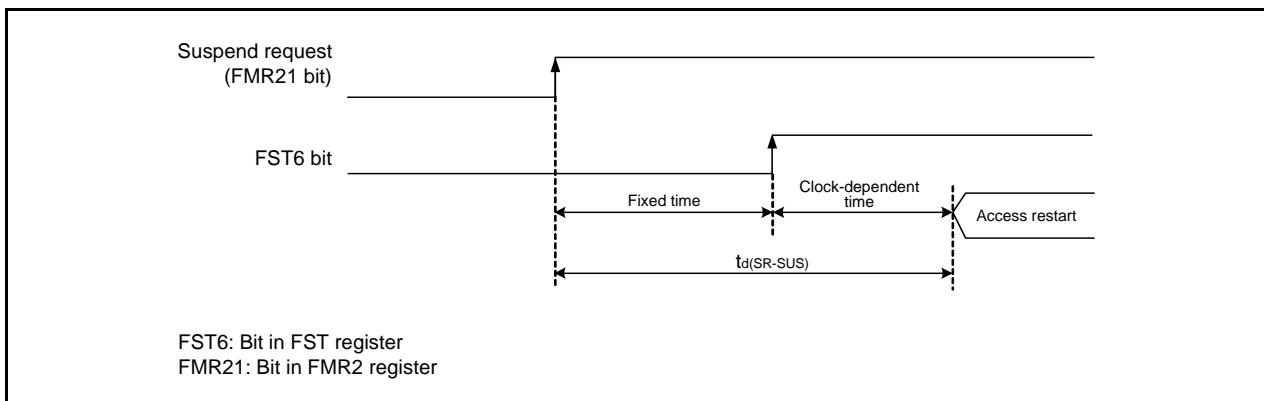 Suspend request
(FMR21 bit)
FST6 bit
Fixed time
Clock-dependent
time
Access restart
td(SR-SUS)
FST6: Bit in FST register
FMR21: Bit in FMR2 register